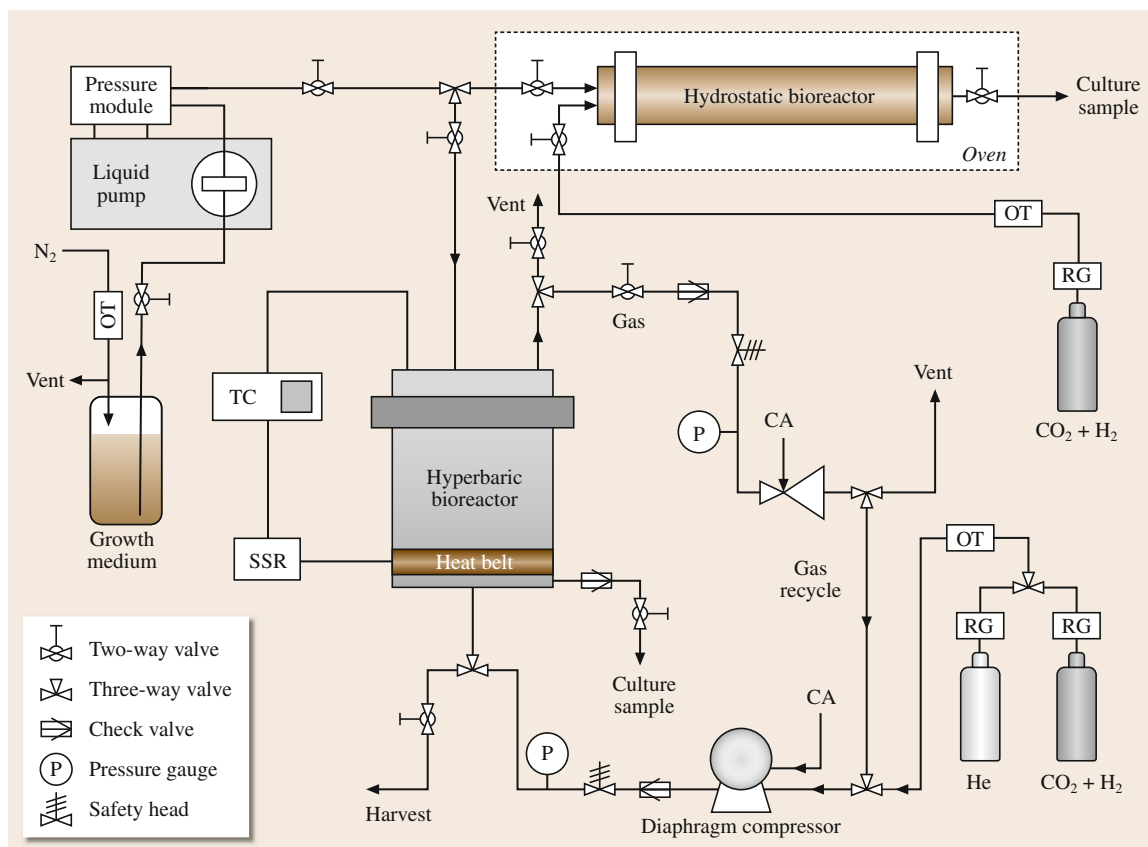 Pressure
module
Liquid
pump
Hydrostatic bioreactor
Oven
Culture
sample
N₂
OT
Vent
Growth
medium
Vent
Gas
OT
RG
CO₂ + H₂
TC
SSR
Hyperbaric
bioreactor
Heat belt
P
CA
Vent
Gas
recycle
OT
RG
RG
He
CO₂ + H₂
Culture
sample
CA
P
Harvest
Diaphragm compressor
Two-way valve
Three-way valve
Check valve
P
Pressure gauge
Safety head